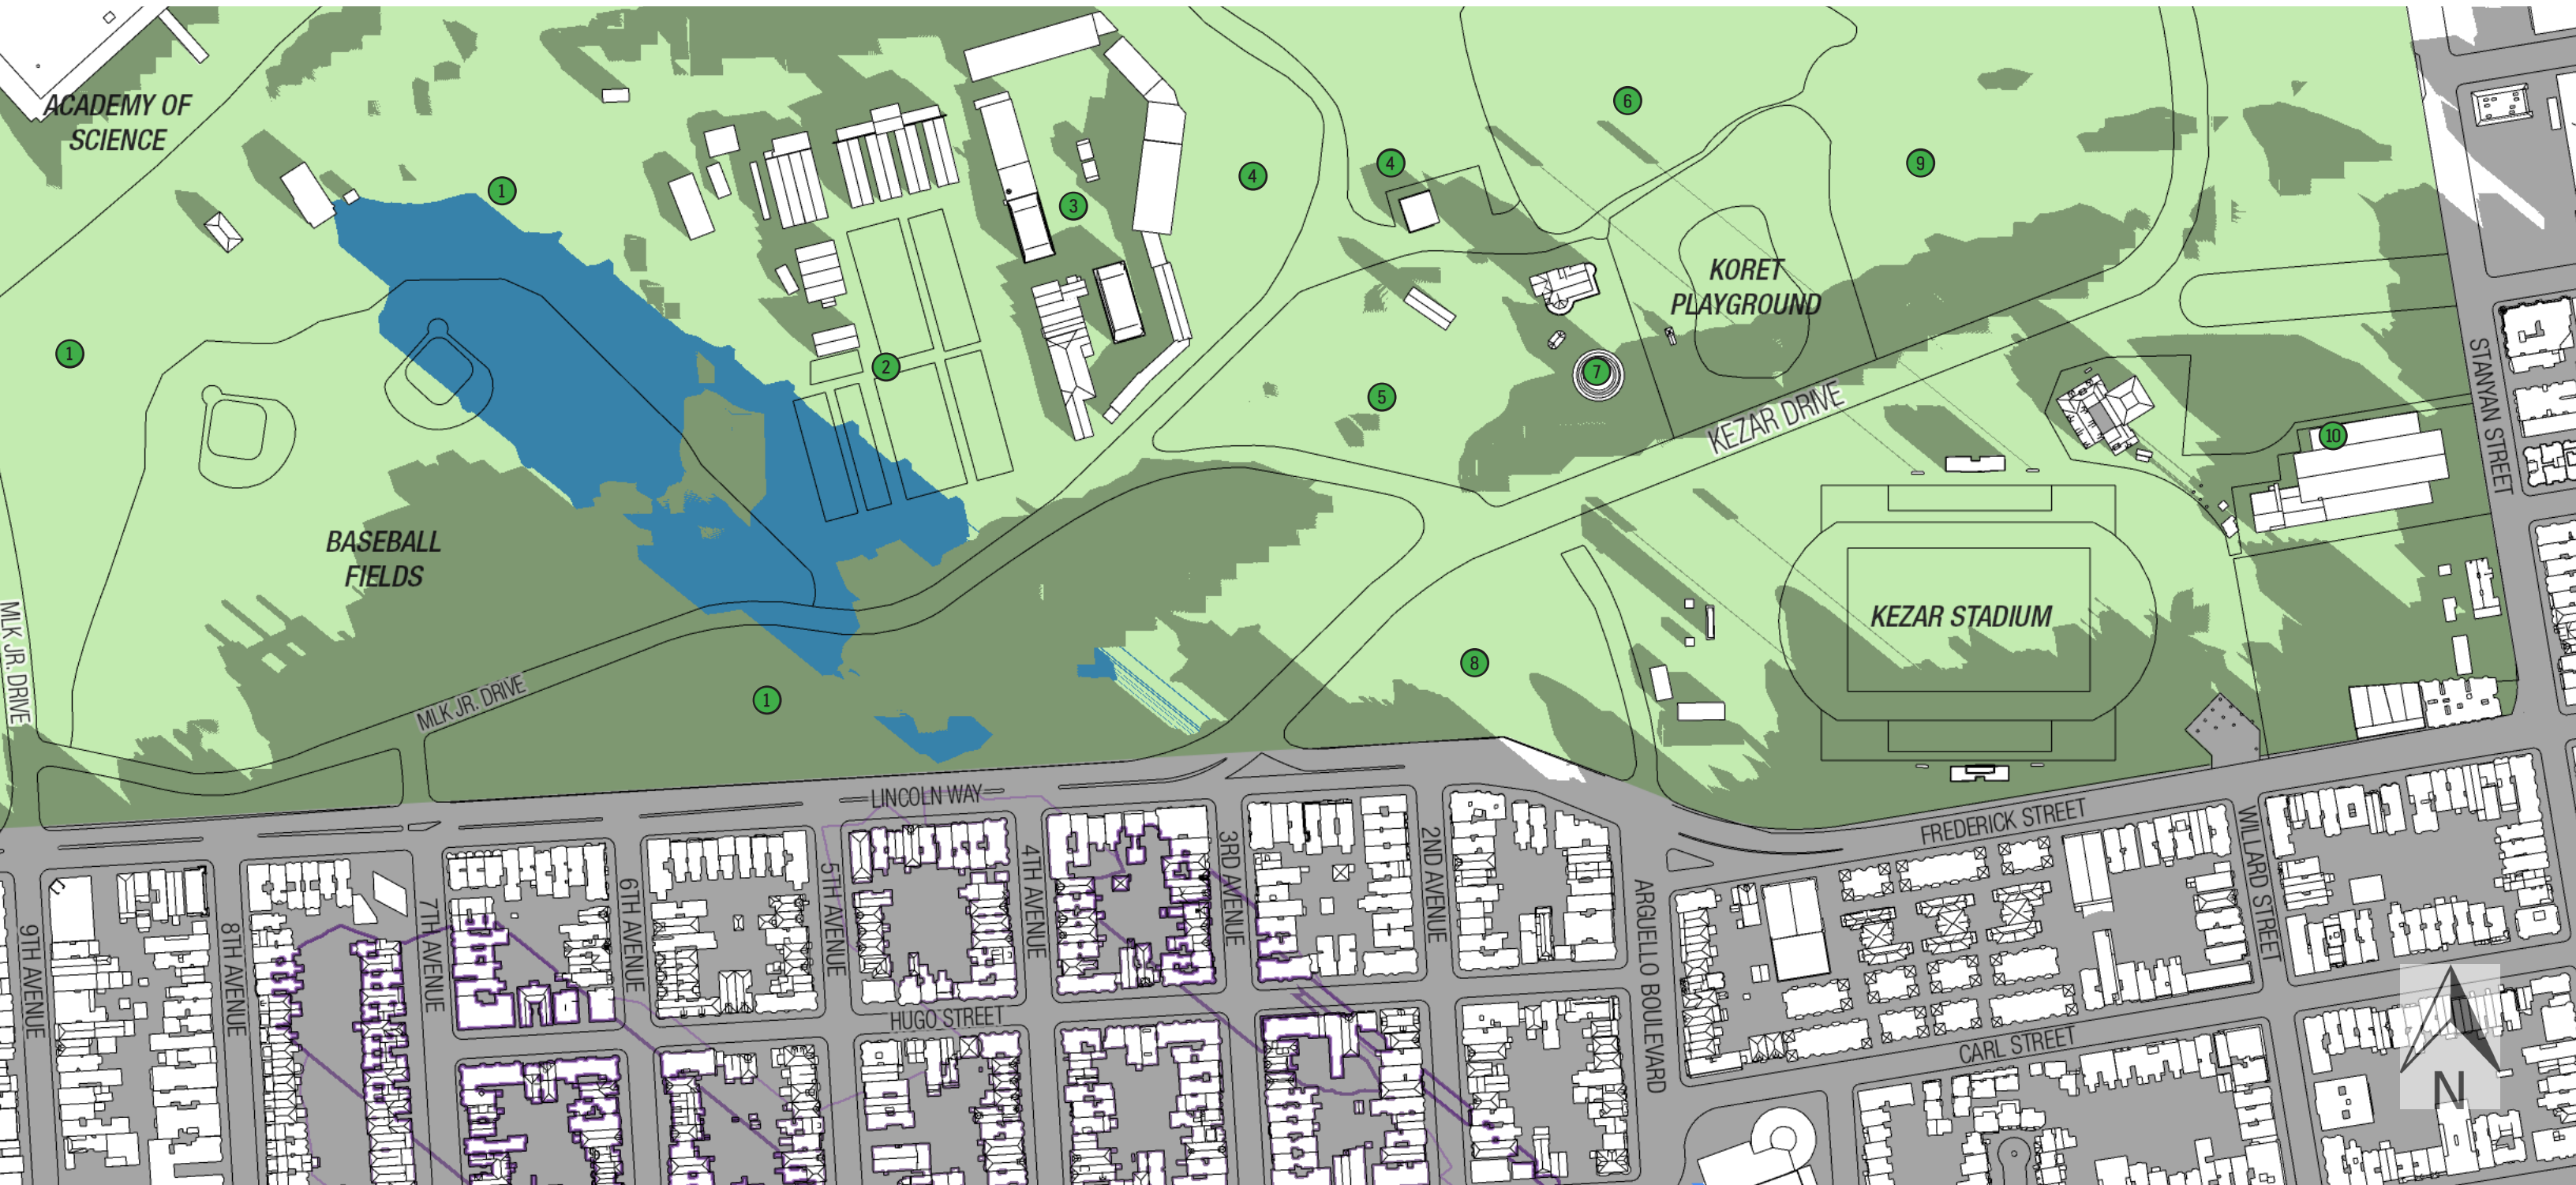 ACADEMY OF
SCIENCE
6
4
9
1
3
4
KORET
PLAYGROUND
1
2
7
5
KEZAR DRIVE
STANYAN STREET
10
BASEBALL
FIELDS
KEZAR STADIUM
MLK JR. DRIVE
8
MLK JR. DRIVE
1
LINCOLN WAY
FREDERICK STREET
9TH AVENUE
8TH AVENUE
7TH AVENUE
6TH AVENUE
5TH AVENUE
4TH AVENUE
3RD AVENUE
2ND AVENUE
ARGUELLO BOULEVARD
WILLARD STREET
HUGO STREET
CARL STREET
N